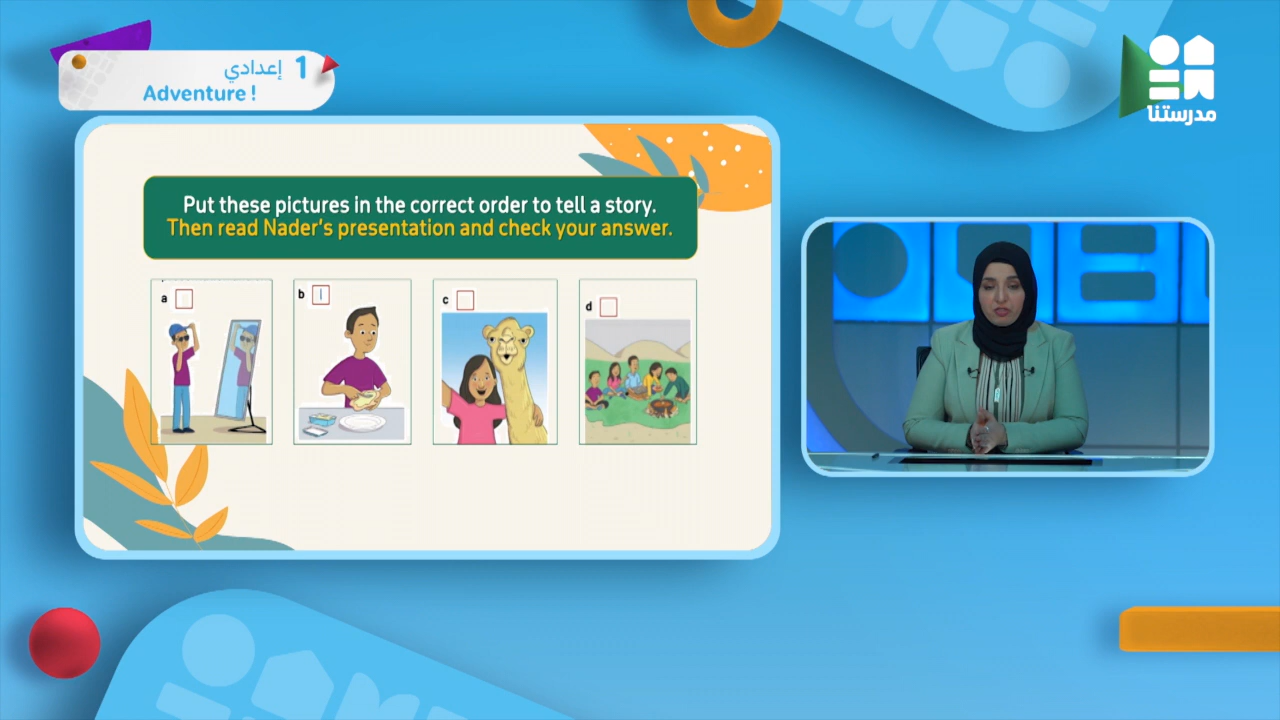 1 إعدادي
Adventure !
مدرستنا
Put these pictures in the correct order to tell a story.
Then read Nader's presentation and check your answer.
a
b 1
c
d